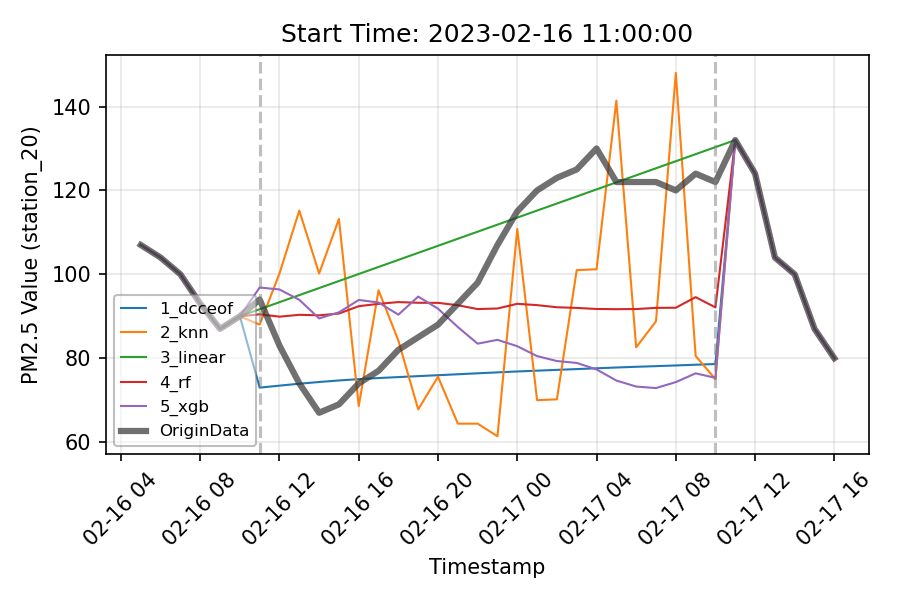 Start Time: 2023-02-16 11:00:00
PM2.5 Value (station_20)
140
120
100
80
60
1_dcceof
2_knn
3_linear
4_rf
5_xgb
OriginData
02-16 04
02-16 08
02-16 12
02-16 16
02-16 20
02-17 00
02-17 04
02-17 08
02-17 12
02-17 16
Timestamp